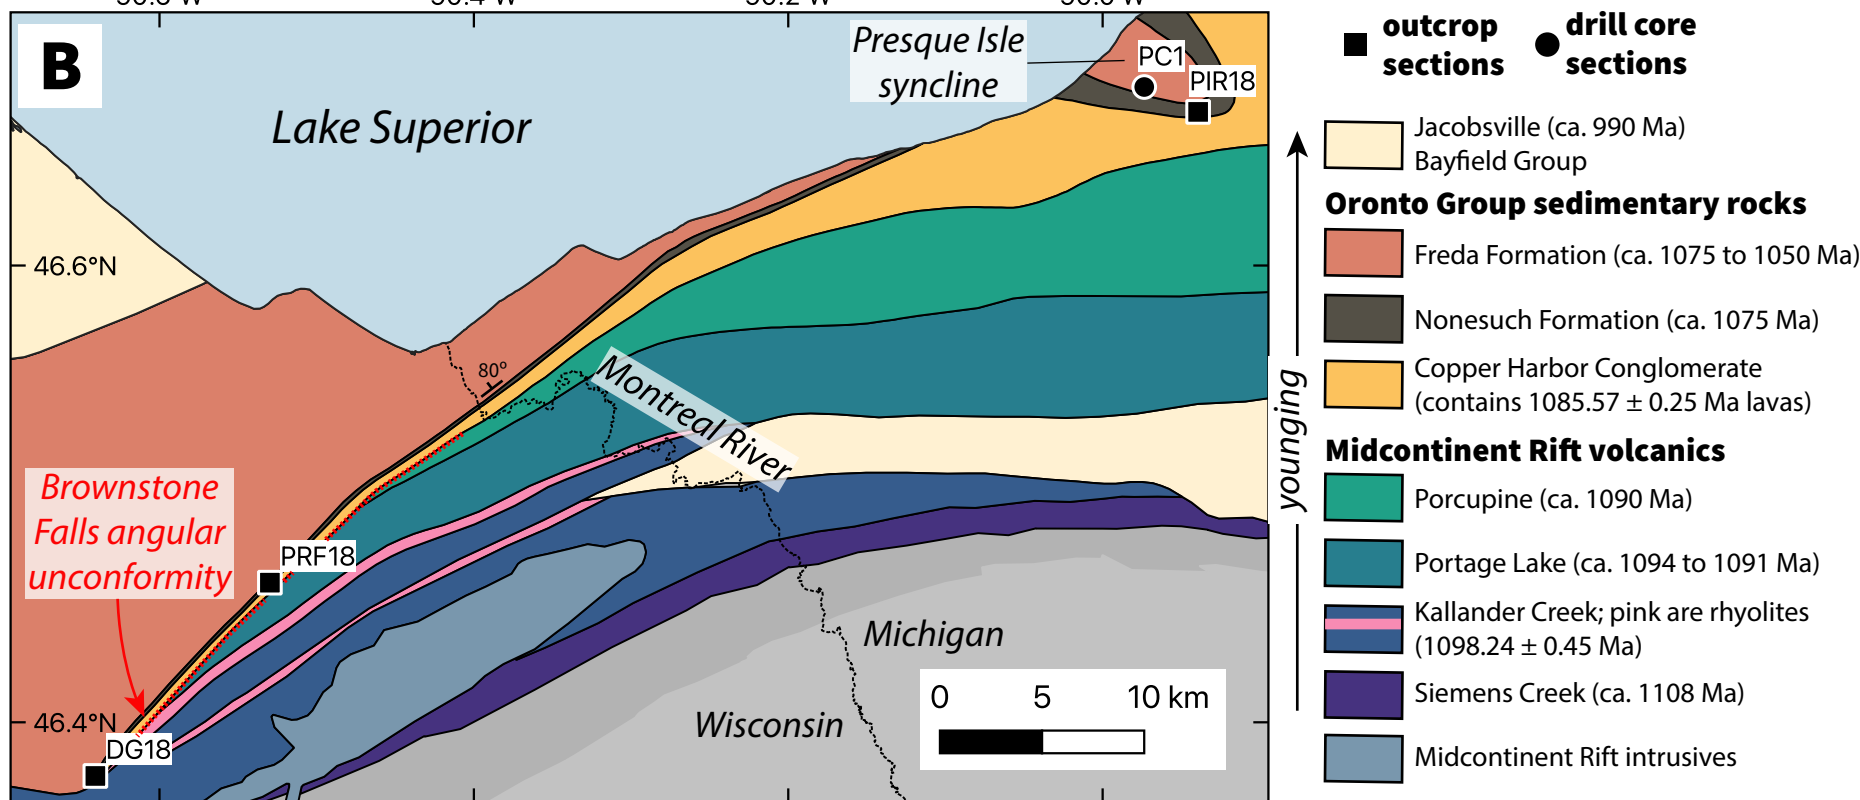 B
Presque Isle
syncline
PC1
PIR18
Lake Superior
46.6°N
80°
Montreal River
Brownstone
Falls angular
unconformity
PRF18
46.4°N
DG18
Michigan
Wisconsin
0 5 10 km
younging
outcrop
sections
drill core
sections
Jacobsville (ca. 990 Ma)
Bayfield Group
Oronto Group sedimentary rocks
Freda Formation (ca. 1075 to 1050 Ma)
Nonesuch Formation (ca. 1075 Ma)
Copper Harbor Conglomerate
(contains 1085.57 ± 0.25 Ma lavas)
Midcontinent Rift volcanics
Porcupine (ca. 1090 Ma)
Portage Lake (ca. 1094 to 1091 Ma)
Kallander Creek; pink are rhyolites
(1098.24 ± 0.45 Ma)
Siemens Creek (ca. 1108 Ma)
Midcontinent Rift intrusives